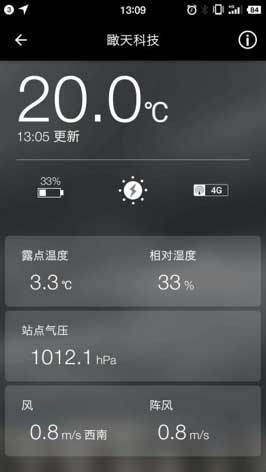 3 13:09 4G 84
瞰天科技
20.0℃
13:05 更新
33% 4G
露点温度 相对湿度
3.3℃ 33%
站点气压
1012.1 hPa
风 阵风
0.8 m/s 西南 0.8 m/s